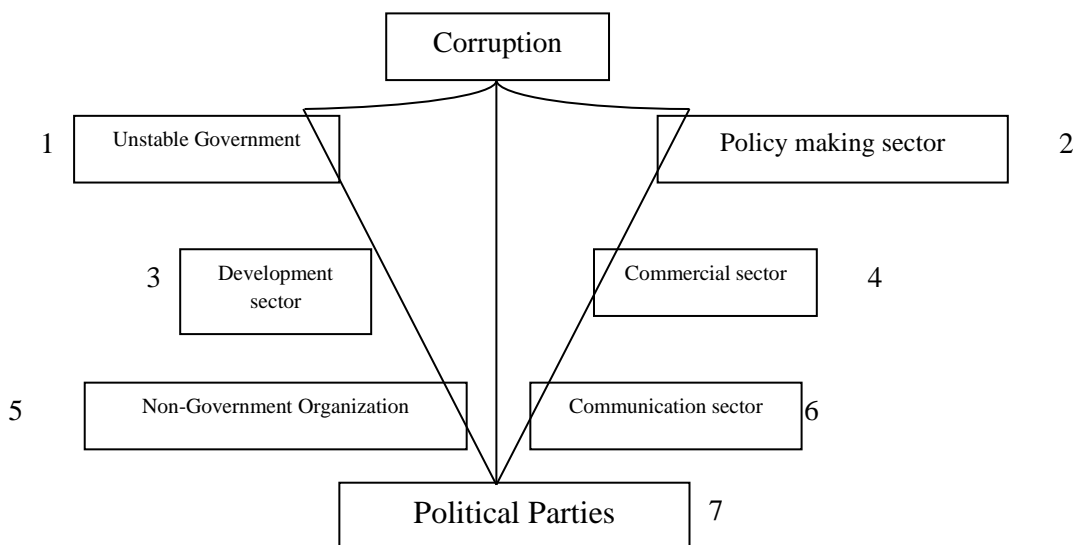 Corruption
1
Unstable Government
Policy making sector
2
3
Development
sector
Commercial sector
4
5
Non-Government Organization
Communication sector
6
Political Parties
7